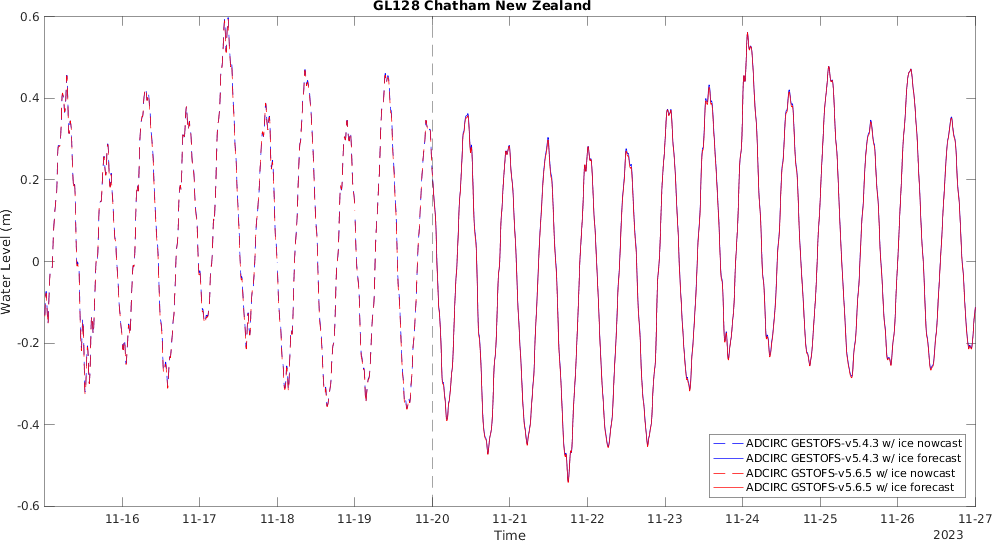 GL128 Chatham New Zealand
0.6
0.4
0.2
0
-0.2
-0.4
-0.6
Water Level (m)
ADCIRC GESTOFS-v5.4.3 w/ ice nowcast
ADCIRC GESTOFS-v5.4.3 w/ ice forecast
ADCIRC GSTOFS-v5.6.5 w/ ice nowcast
ADCIRC GSTOFS-v5.6.5 w/ ice forecast
11-16 11-17 11-18 11-19 11-20 11-21 11-22 11-23 11-24 11-25 11-26 11-27
Time
2023